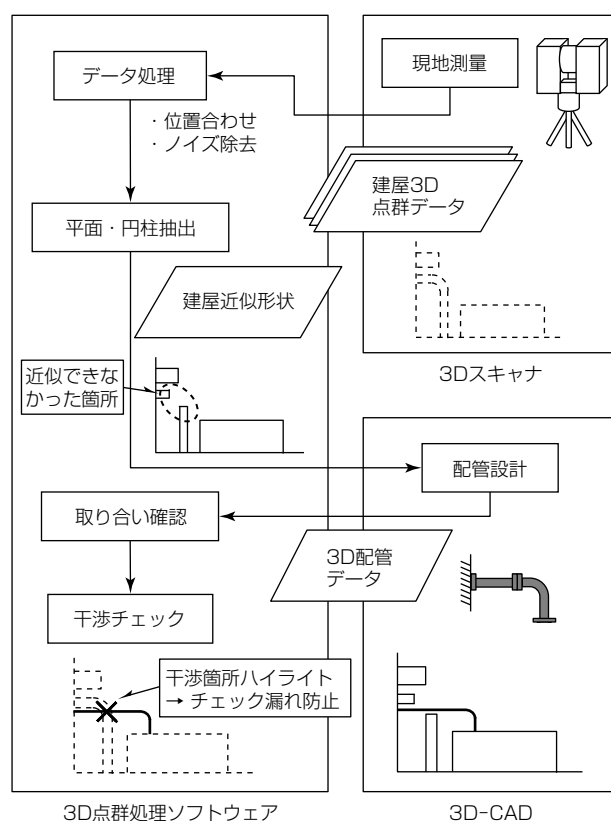 現地測量
データ処理
・位置合わせ
・ノイズ除去
建屋3D
点群データ
平面・円柱抽出
建屋近似形状
3Dスキャナ
近似できな
かった箇所
配管設計
取り合い確認
3D配管
データ
干渉チェック
干渉箇所ハイライト
→ チェック漏れ防止
3D点群処理ソフトウェア
3D-CAD